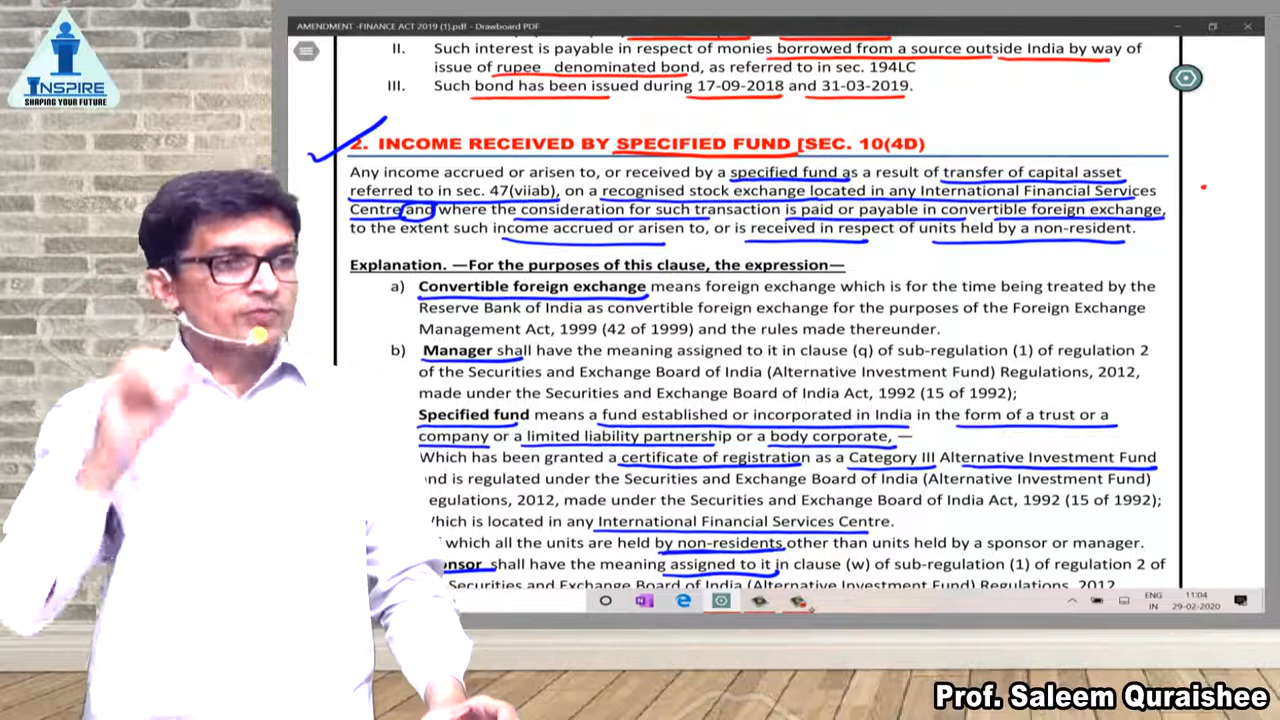 AMENDMENT -FINANCE ACT 2019 (1).pdf - Drawboard PDF
INSPIRE
SHAPING YOUR FUTURE
II. Such interest is payable in respect of monies borrowed from a source outside India by way of
issue of rupee denominated bond, as referred to in sec. 194LC
III. Such bond has been issued during 17-09-2018 and 31-03-2019.
2. INCOME RECEIVED BY SPECIFIED FUND [SEC. 10(4D)
Any income accrued or arisen to, or received by a specified fund as a result of transfer of capital asset
referred to in sec. 47(viiab), on a recognised stock exchange located in any International Financial Services
Centre and where the consideration for such transaction is paid or payable in convertible foreign exchange,
to the extent such income accrued or arisen to, or is received in respect of units held by a non-resident.
Explanation. —For the purposes of this clause, the expression—
a) Convertible foreign exchange means foreign exchange which is for the time being treated by the
Reserve Bank of India as convertible foreign exchange for the purposes of the Foreign Exchange
Management Act, 1999 (42 of 1999) and the rules made thereunder.
b) Manager shall have the meaning assigned to it in clause (q) of sub-regulation (1) of regulation 2
of the Securities and Exchange Board of India (Alternative Investment Fund) Regulations, 2012,
made under the Securities and Exchange Board of India Act, 1992 (15 of 1992);
Specified fund means a fund established or incorporated in India in the form of a trust or a
company or a limited liability partnership or a body corporate, —
Which has been granted a certificate of registration as a Category III Alternative Investment Fund
nd is regulated under the Securities and Exchange Board of India (Alternative Investment Fund)
egulations, 2012, made under the Securities and Exchange Board of India Act, 1992 (15 of 1992);
hich is located in any International Financial Services Centre.
f which all the units are held by non-residents other than units held by a sponsor or manager.
onsor shall have the meaning assigned to it in clause (w) of sub-regulation (1) of regulation 2 of
Securities and Exchange Board of India (Alternative Investment Fund) Regulations, 2012
ENG
IN
11:04
29-02-2020
Prof. Saleem Quraishee